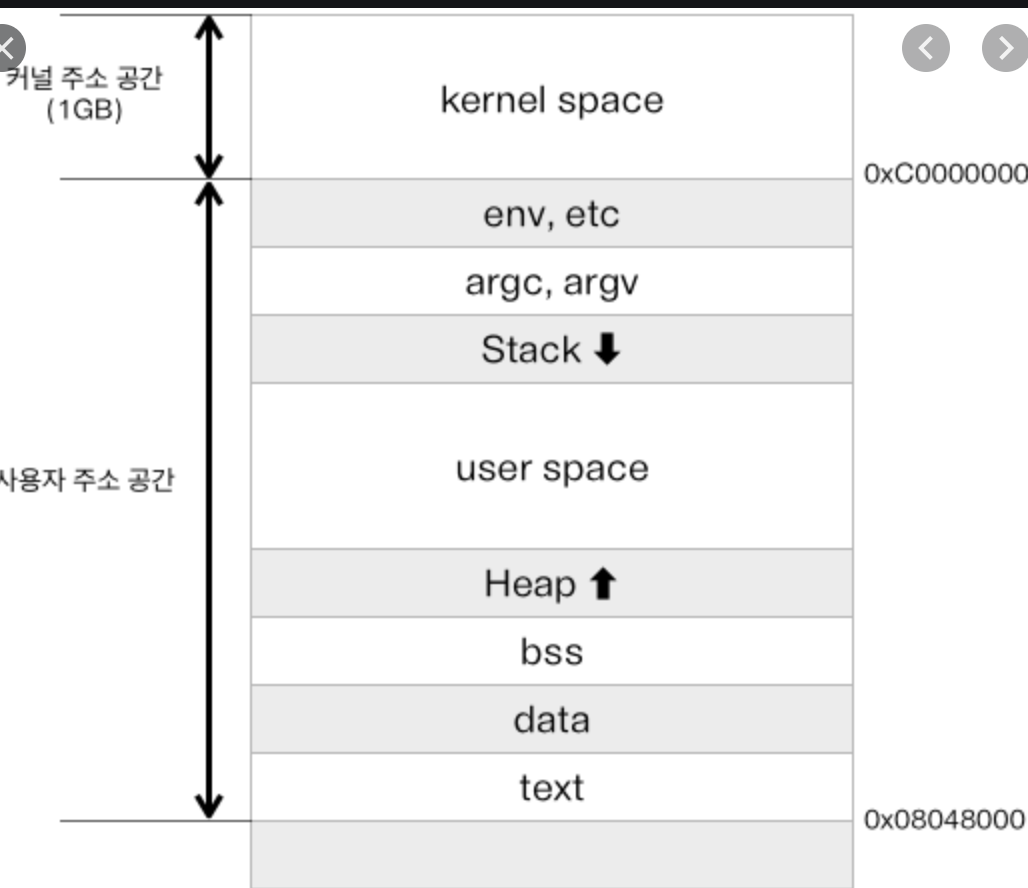 커널 주소 공간
(1GB)
kernel space
0xC0000000
env, etc
argc, argv
Stack
user space
사용자 주소 공간
Heap
bss
data
text
0x08048000